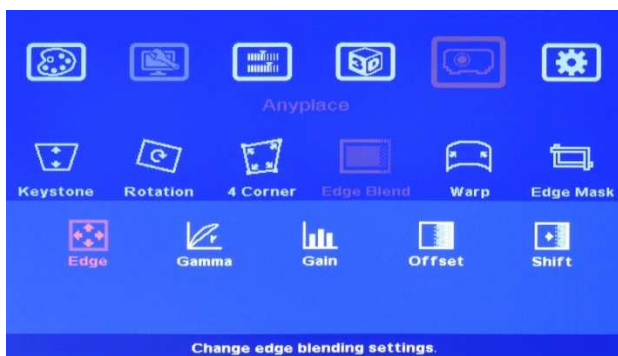 3D
Anyplace
Keystone Rotation 4 Corner Edge Blend Warp Edge Mask
Edge Gamma Gain Offset Shift
Change edge blending settings.